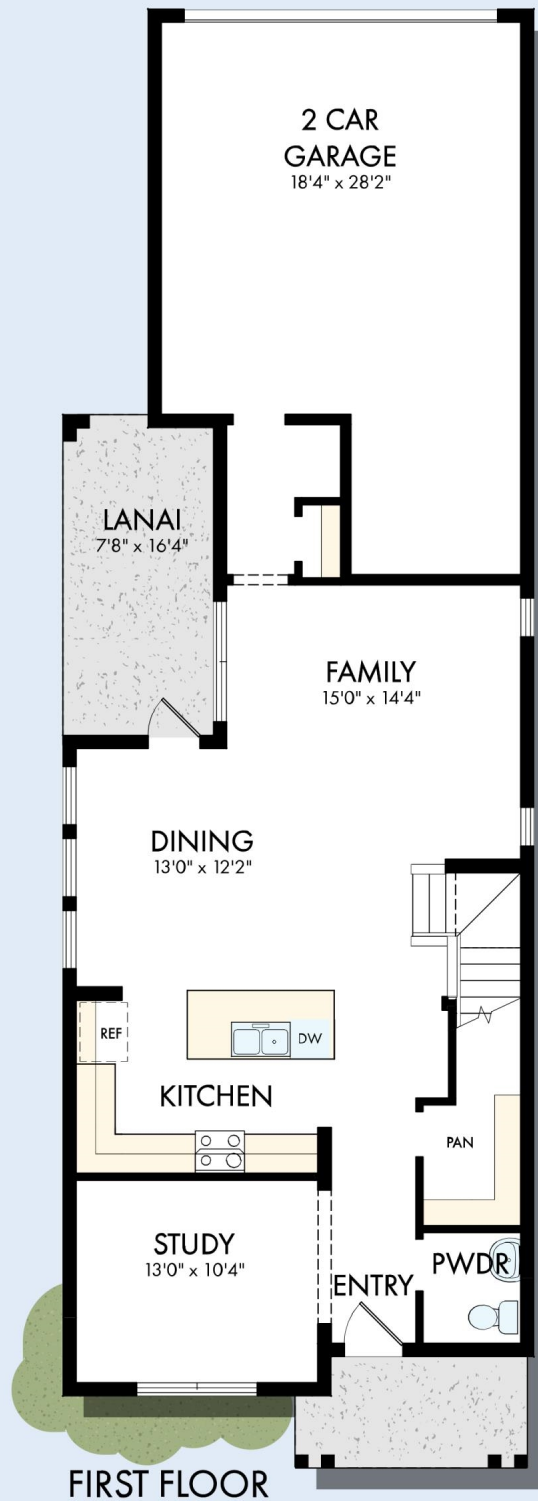 2 CAR
GARAGE
18'4" x 28'2"
LANAI
7'8" x 16'4"
FAMILY
15'0" x 14'4"
DINING
13'0" x 12'2"
REF
DW
KITCHEN
PAN
STUDY
13'0" x 10'4"
PWDR
ENTRY
FIRST FLOOR